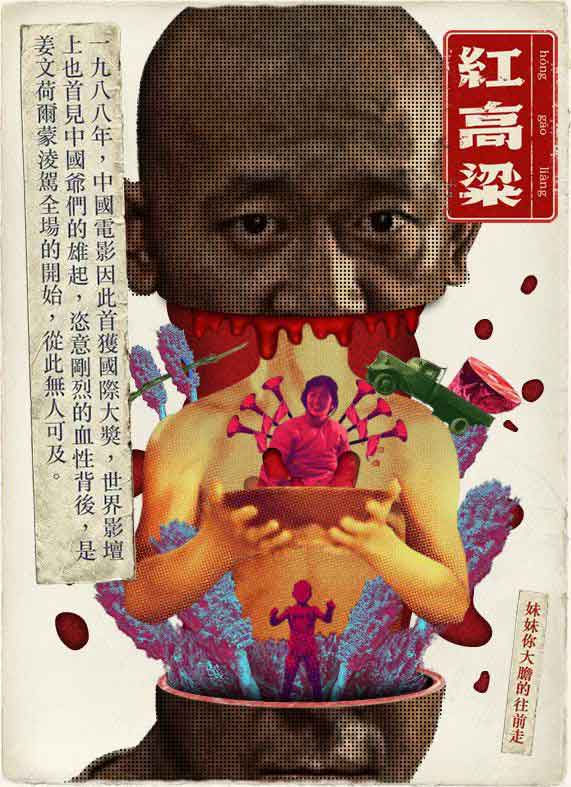 紅高粱
hóng gāo liàng
一九八八年，中國電影因此首獲國際大獎，世界影壇
上也首見中國爺們的雄起，恣意剛烈的血性背後，是
姜文荷爾蒙淩駕全場的開始，從此無人可及。
妹妹你大膽的往前走